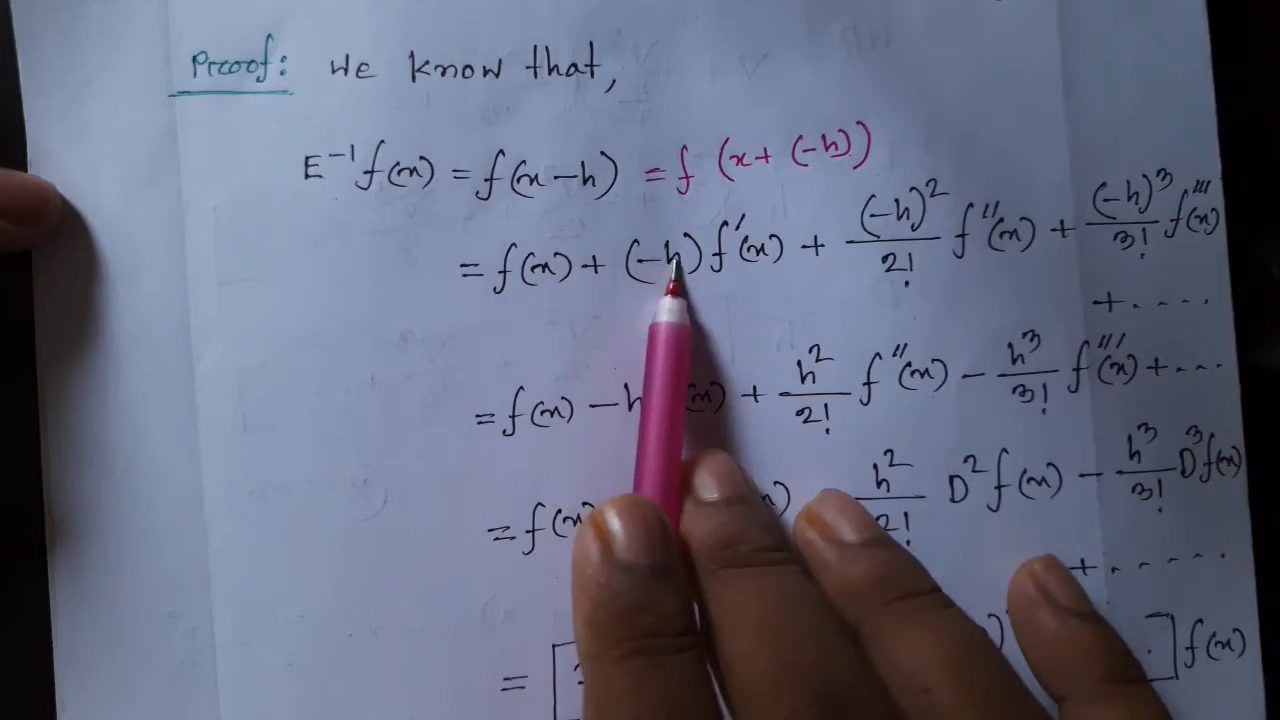 Proof: We know that,
E⁻¹f(x) = f(x-h) = f(x+(-h))
= f(x) + (-h) f'(x) + (-h)²/2! f''(x) + (-h)³/3! f'''(x)
+ ....
= f(x) - h (x) + h²/2! f''(x) - h³/3! f'''(x) + ...
= f(x) h²/2! D²f(x) - h³/3! D³f(x)
+ ......
= [ ] f(x)